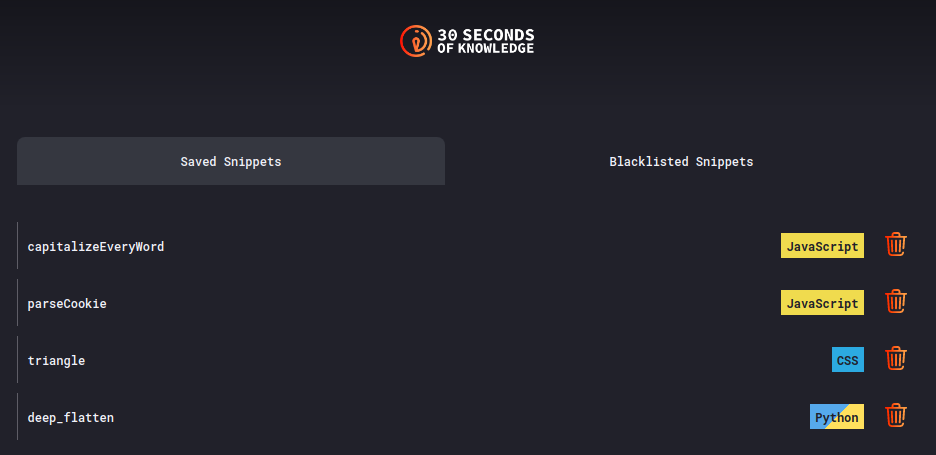 30 SECONDS
OF KNOWLEDGE
Saved Snippets
Blacklisted Snippets
capitalizeEveryWord
JavaScript
parseCookie
JavaScript
triangle
CSS
deep_flatten
Python